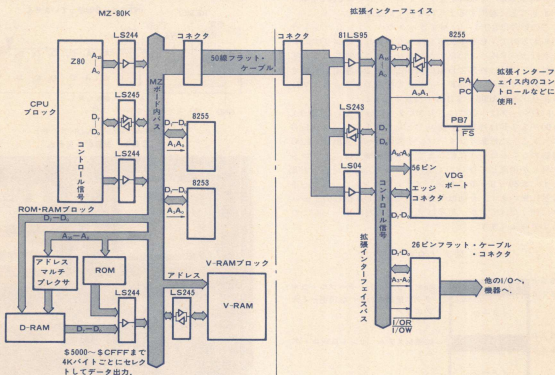 MZ-80K
拡張インターフェイス
CPU
ブロック
Z80
A₁₅
A₀
D₇
D₀
コントロール信号
LS244
LS245
LS244
MZボード内バス
コネクタ
50線フラット・
ケーブル
コネクタ
8255
D₇-D₀
A₁A₀
8253
D₇-D₀
A₁A₀
ROM・RAMブロック
D₇-D₀
A₁₅-A₀
アドレス
マルチ
プレクサ
ROM
D-RAM
D₇-D₀
LS244
$5000〜$CFFFまで
4Kバイトごとにセレク
トしてデータ出力.
V-RAMブロック
アドレス
LS245
V-RAM
81LS95
A₁₅
A₀
LS243
D₇
D₀
LS04
コントロール信号
拡張インターフェイスバス
D₇-D₀
8255
A₁A₀
PA
PC
PB7
FS
拡張インターフ
ェイス内のコン
トロールなどに
使用.
56ピン
エッジ
コネクタ
D₇-D₀
VDG
ポート
26ピンフラット・ケーブル
・コネクタ
D₇-D₀
I/OR
I/OW
他のI/Oへ,
機器へ.